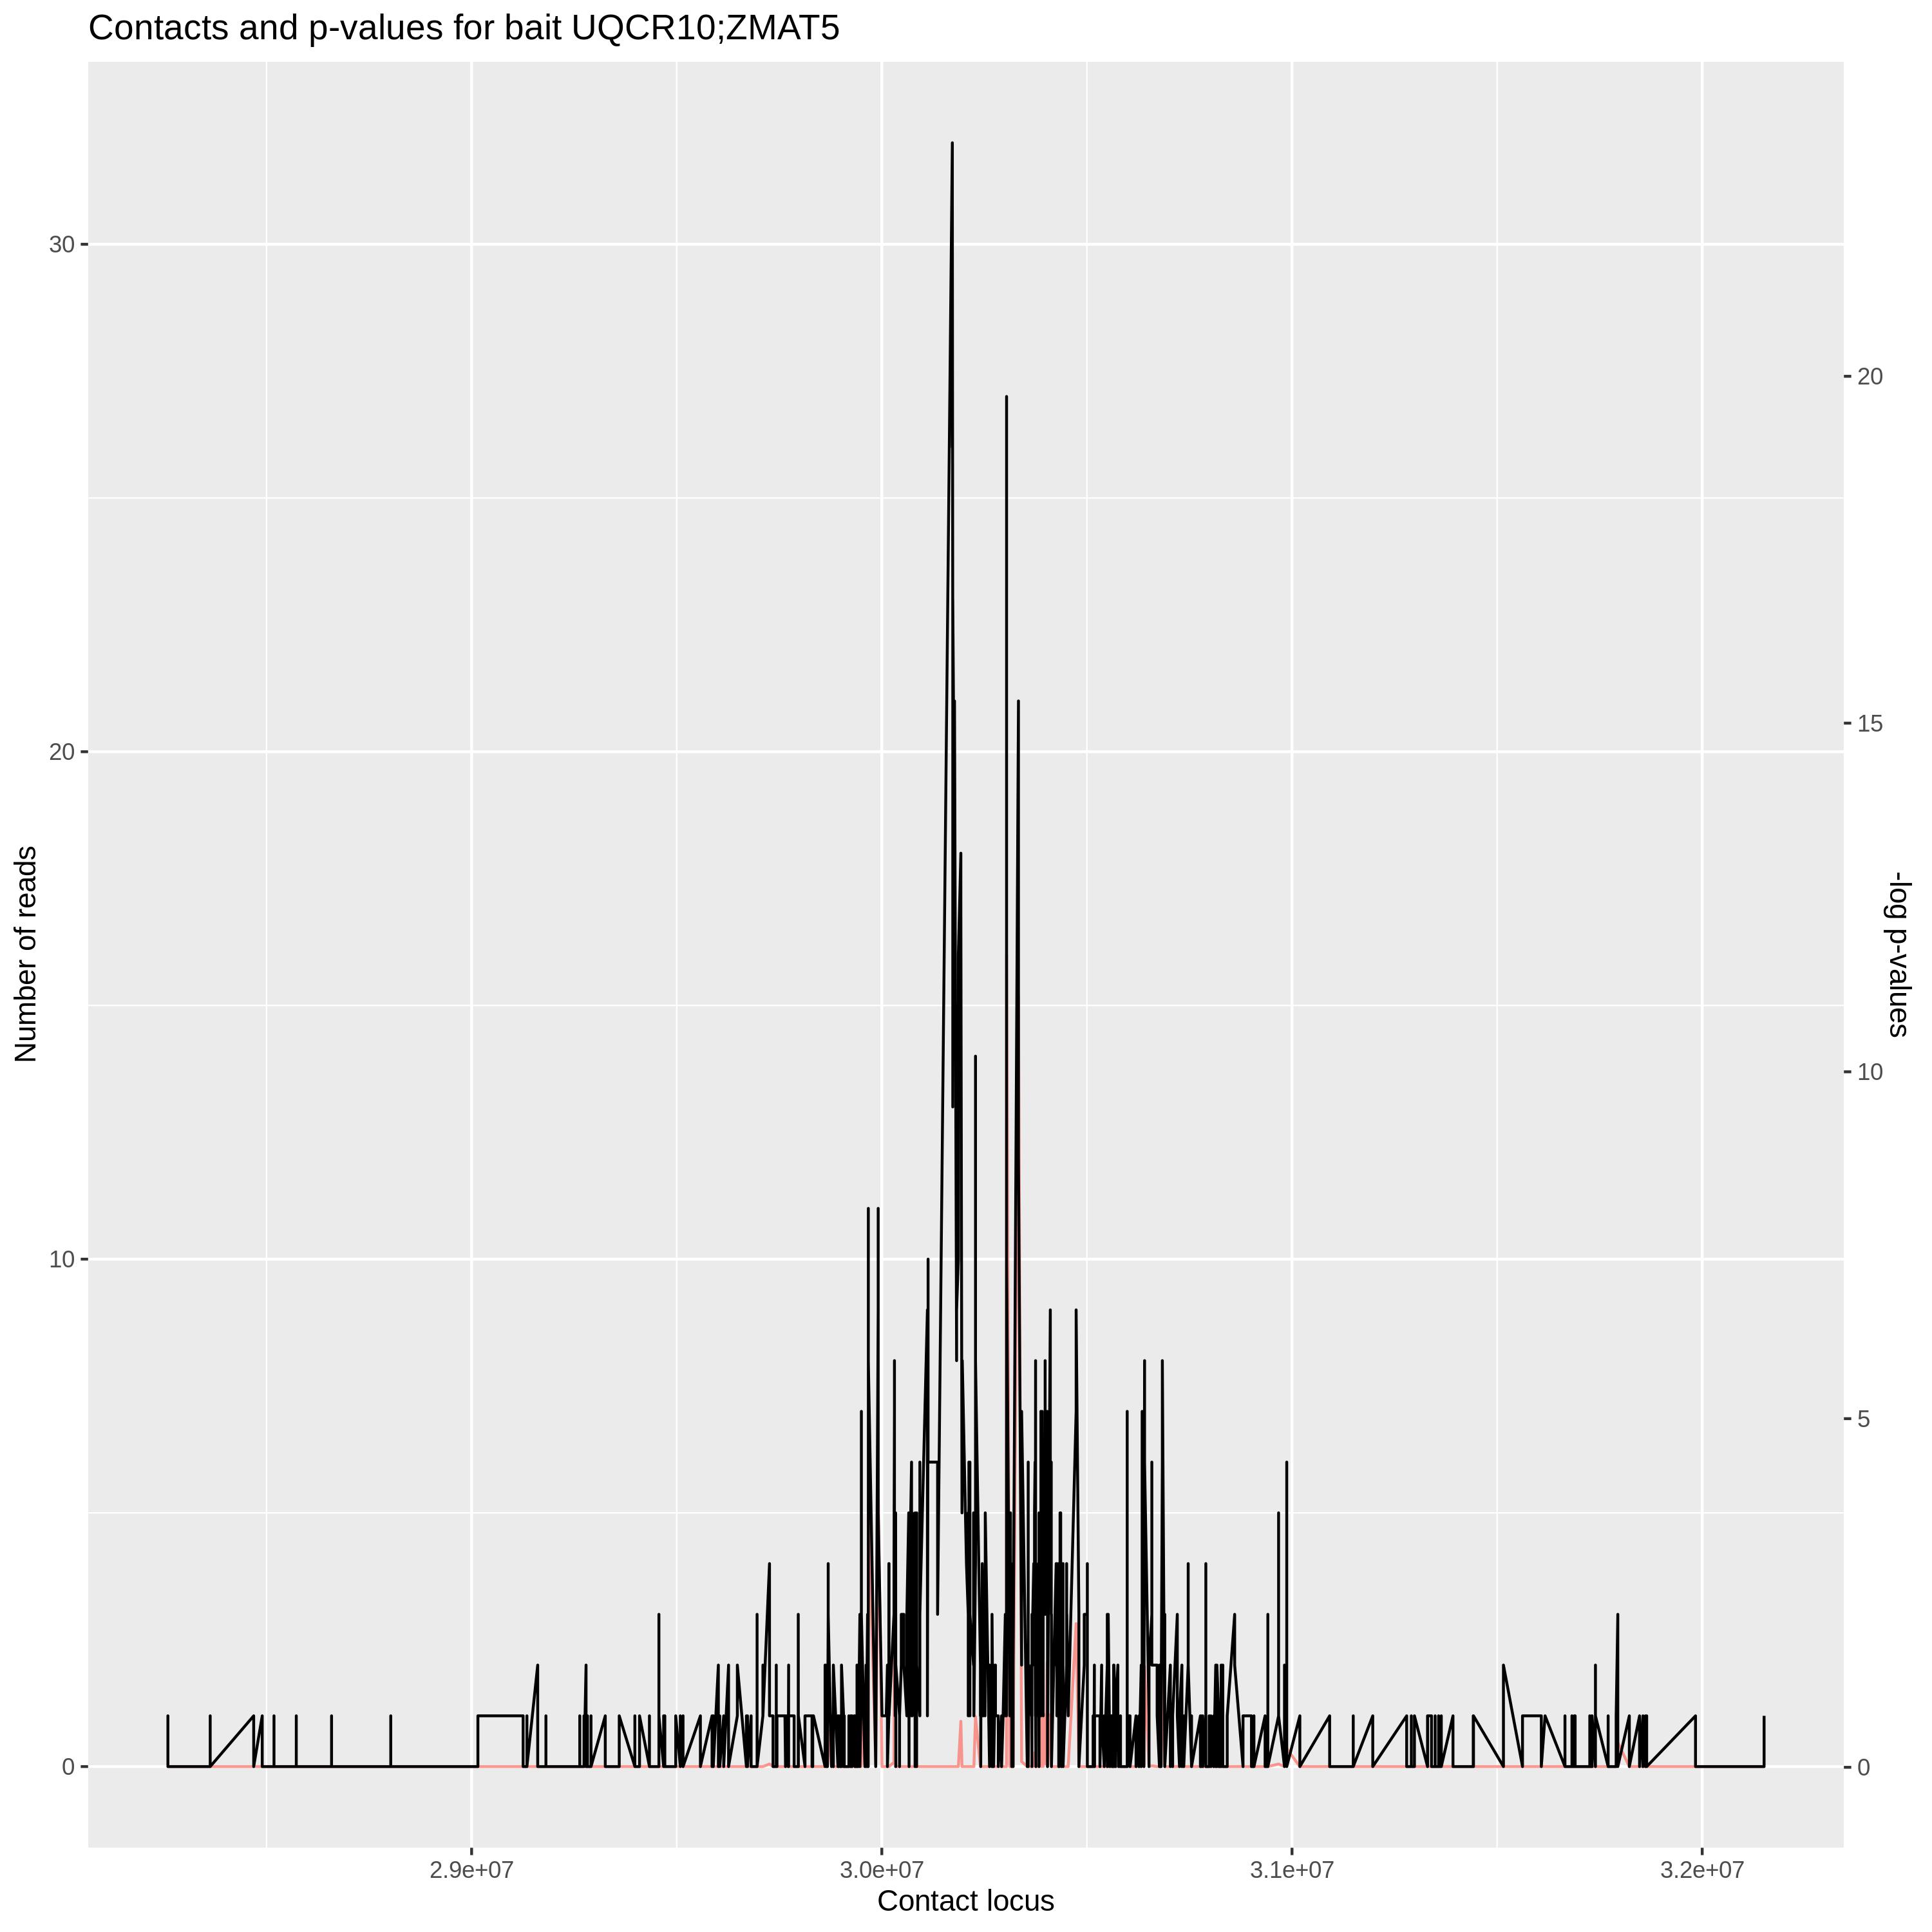 Contacts and p-values for bait UQCR10;ZMAT5
30
20
10
0
Number of reads
20
15
10
5
0
-log p-values
2.9e+07
3.0e+07
3.1e+07
3.2e+07
Contact locus